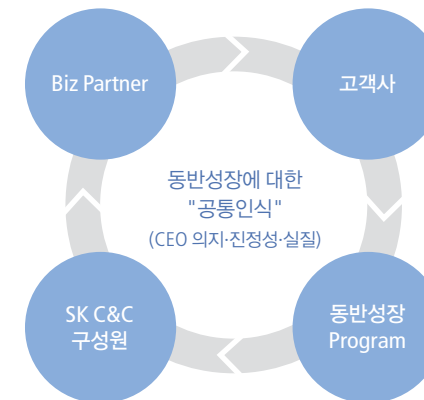 Biz Partner
고객사
동반성장에 대한
"공통인식"
(CEO 의지·진정성·실질)
SK C&C
구성원
동반성장
Program